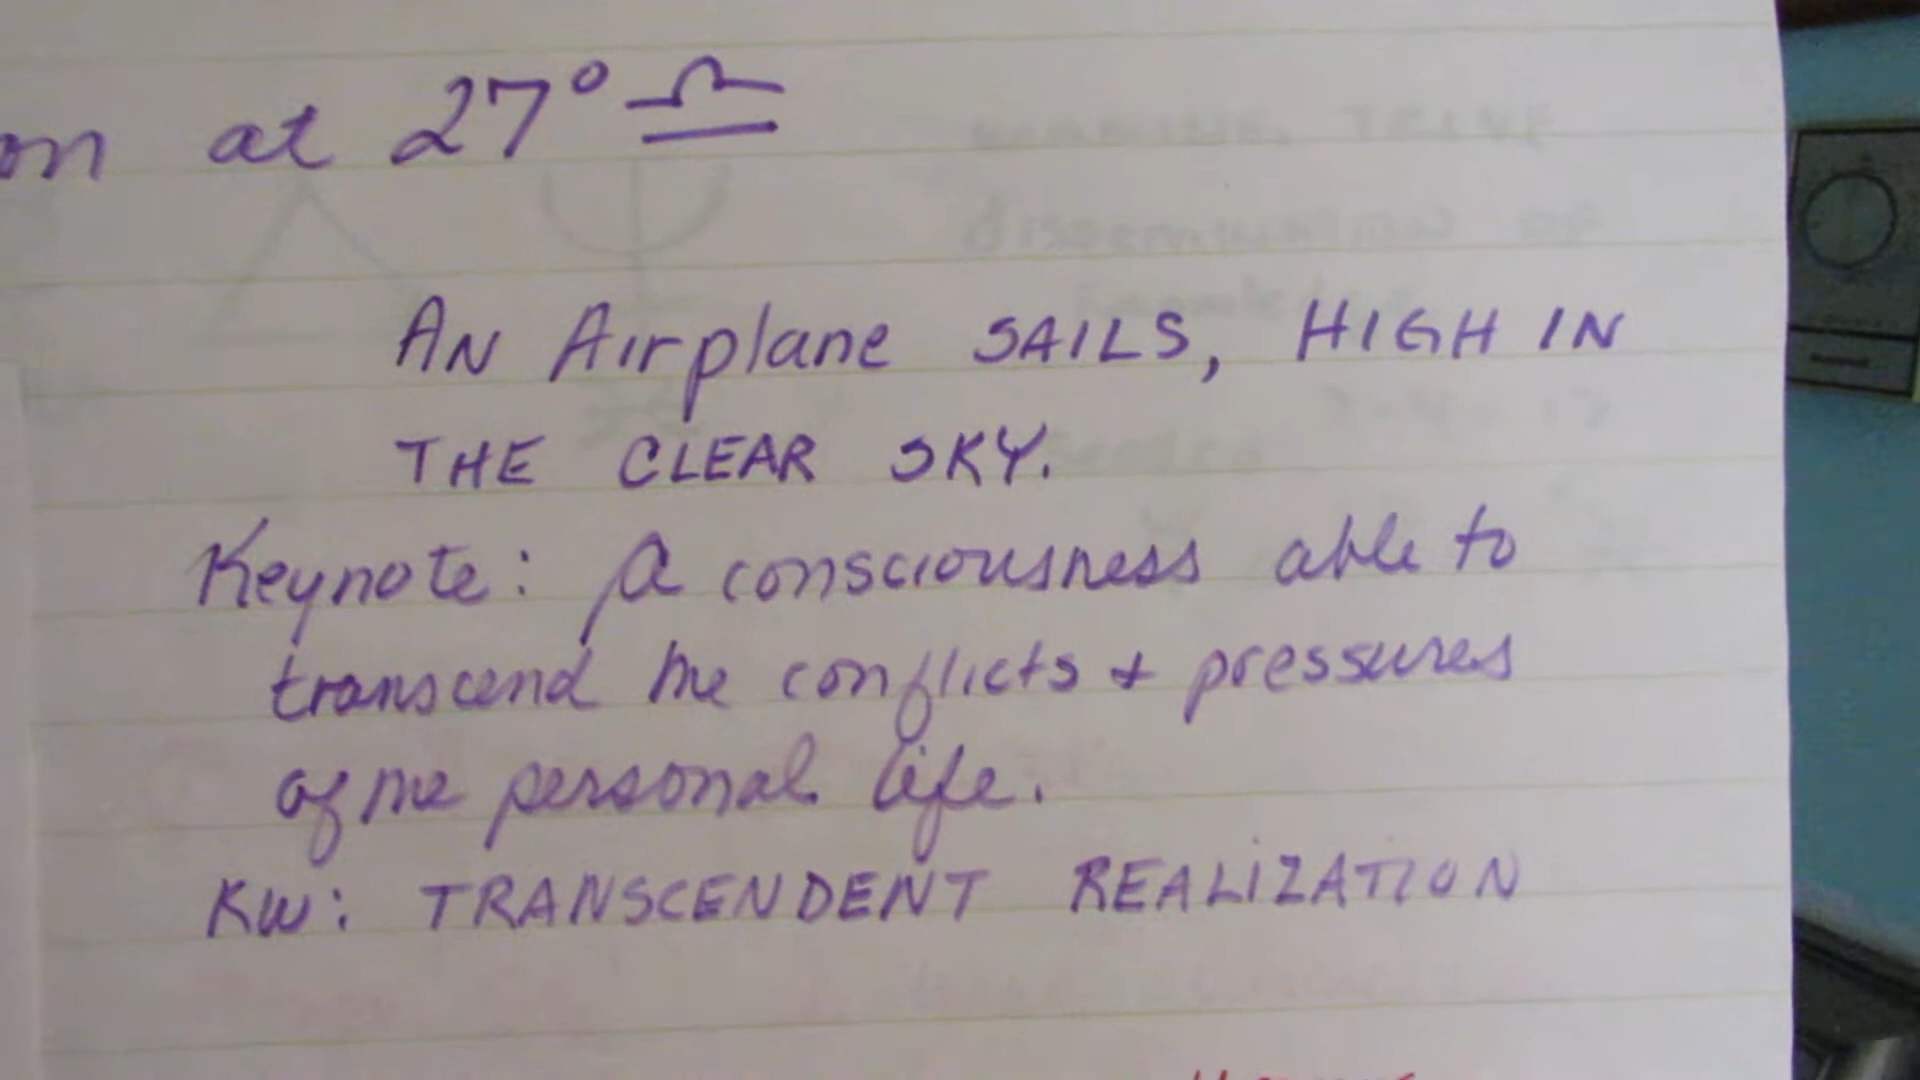 on at 27° ♎
AN Airplane SAILS, HIGH IN
THE CLEAR SKY.
Keynote: A consciousness able to
transcend the conflicts + pressures
of the personal life.
KW: TRANSCENDENT REALIZATION